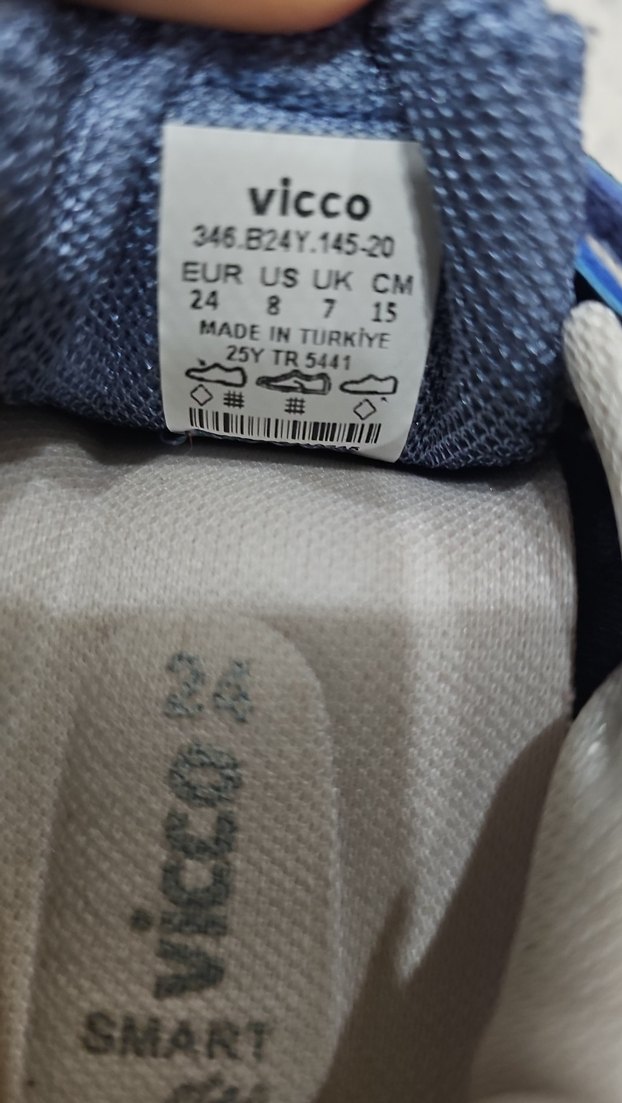 vicco
346.B24Y.145-20
EUR US UK CM
24 8 7 15
MADE IN TÜRKİYE
25Y TR 5441
24
vicco
SMART